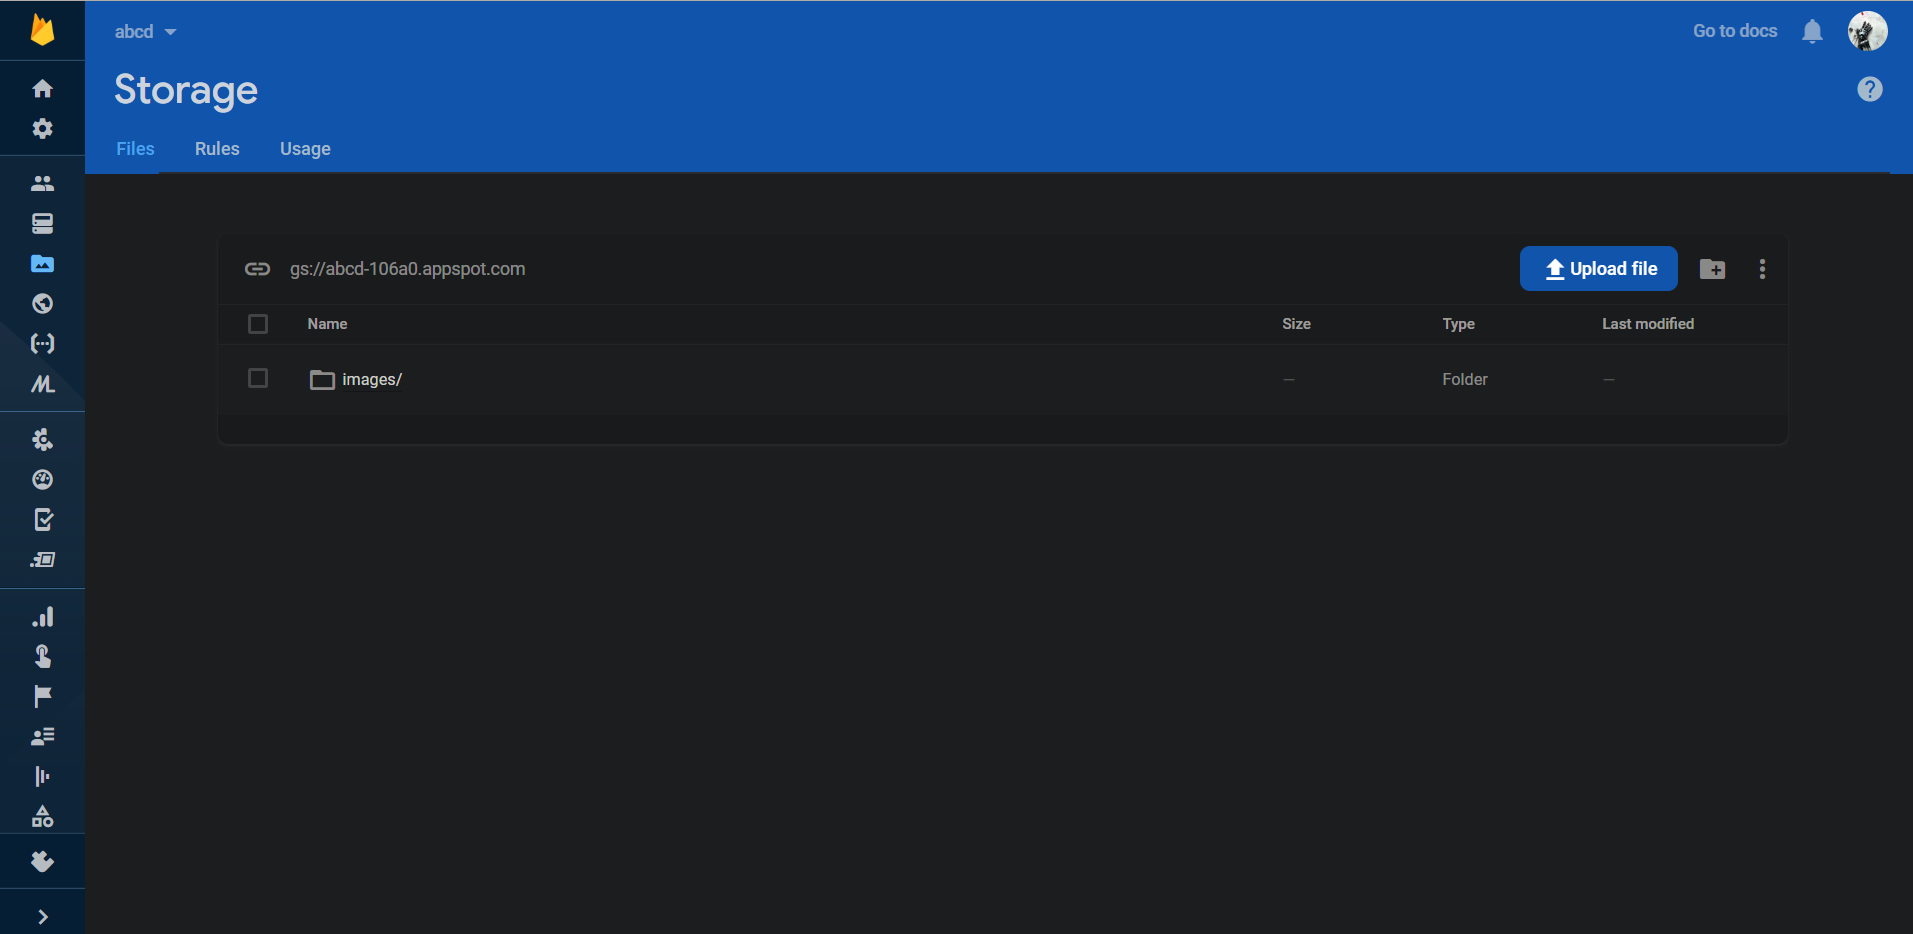 abcd
Go to docs
Storage
Files Rules Usage
gs://abcd-106a0.appspot.com
Upload file
Name Size Type Last modified
images/ — Folder —